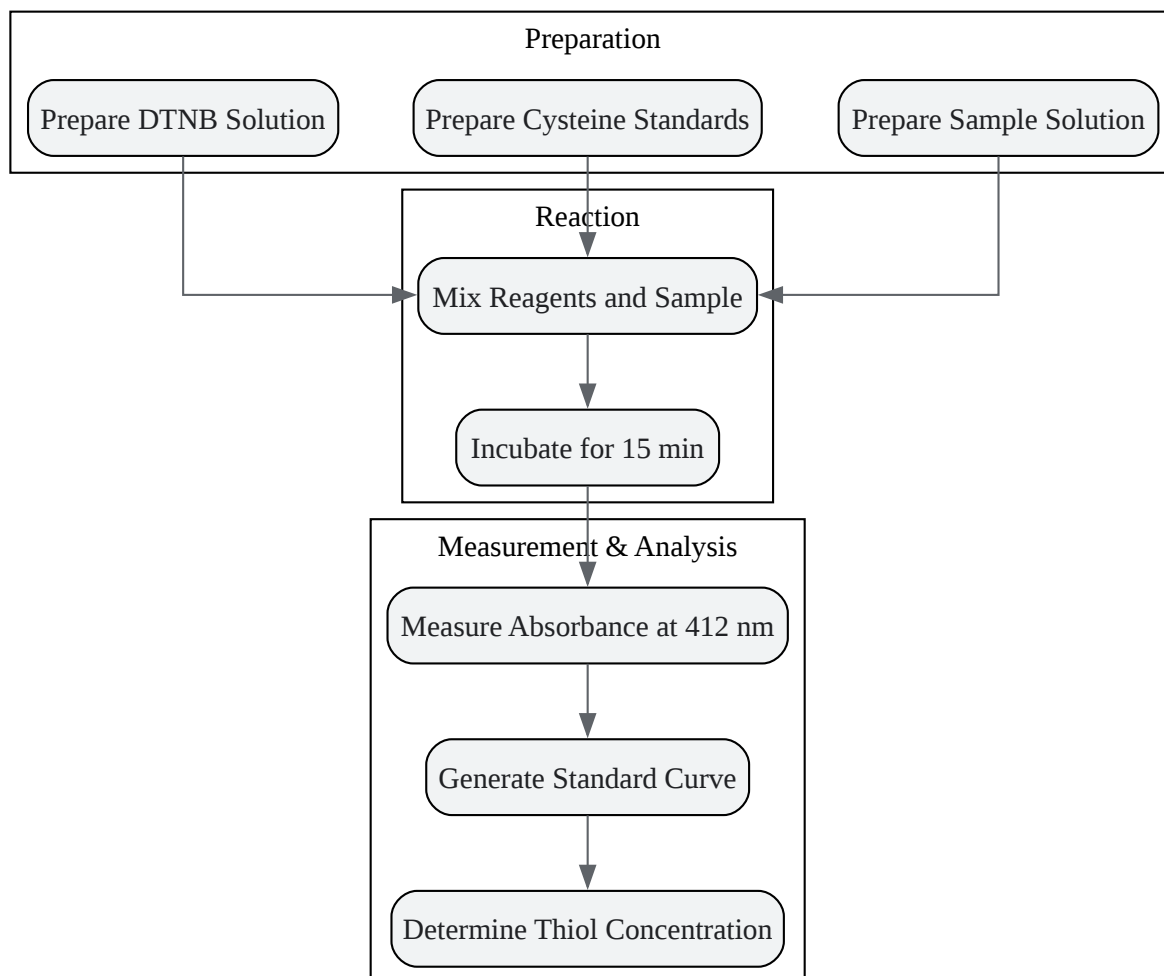 Preparation
Prepare DTNB Solution
Prepare Cysteine Standards
Prepare Sample Solution
Reaction
Mix Reagents and Sample
Incubate for 15 min
Measurement & Analysis
Measure Absorbance at 412 nm
Generate Standard Curve
Determine Thiol Concentration